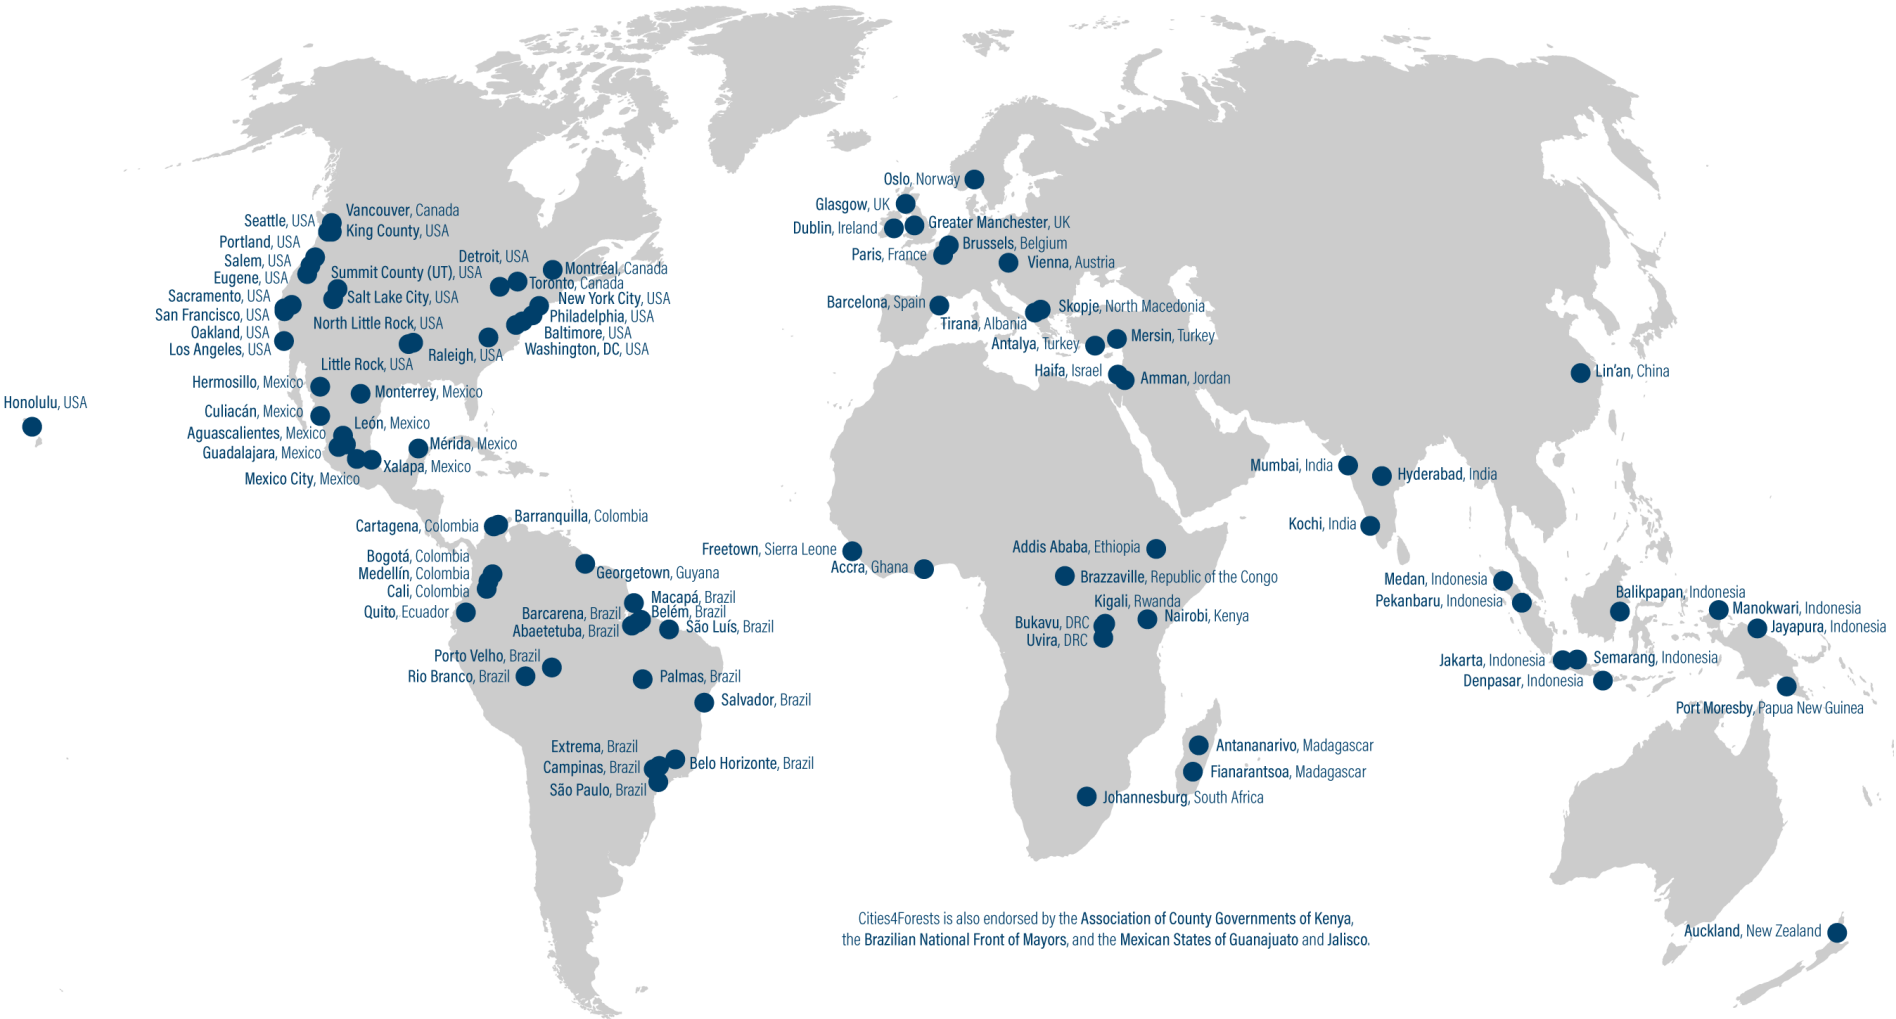 Vancouver, Canada
Seattle, USA
King County, USA
Portland, USA
Salem, USA
Eugene, USA
Detroit, USA
Summit County (UT), USA
Montréal, Canada
Toronto, Canada
Sacramento, USA
Salt Lake City, USA
New York City, USA
San Francisco, USA
North Little Rock, USA
Philadelphia, USA
Oakland, USA
Baltimore, USA
Los Angeles, USA
Washington, DC, USA
Raleigh, USA
Little Rock, USA
Hermosillo, Mexico
Monterrey, Mexico
Honolulu, USA
Culiacán, Mexico
León, Mexico
Aguascalientes, Mexico
Mérida, Mexico
Guadalajara, Mexico
Xalapa, Mexico
Mexico City, Mexico
Barranquilla, Colombia
Cartagena, Colombia
Bogotá, Colombia
Medellín, Colombia
Georgetown, Guyana
Cali, Colombia
Quito, Ecuador
Macapá, Brazil
Barcarena, Brazil
Belém, Brazil
Abaetetuba, Brazil
São Luís, Brazil
Porto Velho, Brazil
Rio Branco, Brazil
Palmas, Brazil
Salvador, Brazil
Extrema, Brazil
Campinas, Brazil
Belo Horizonte, Brazil
São Paulo, Brazil
Oslo, Norway
Glasgow, UK
Greater Manchester, UK
Dublin, Ireland
Brussels, Belgium
Paris, France
Vienna, Austria
Barcelona, Spain
Skopje, North Macedonia
Tirana, Albania
Mersin, Turkey
Antalya, Turkey
Haifa, Israel
Amman, Jordan
Lin'an, China
Mumbai, India
Hyderabad, India
Kochi, India
Freetown, Sierra Leone
Accra, Ghana
Addis Ababa, Ethiopia
Brazzaville, Republic of the Congo
Kigali, Rwanda
Nairobi, Kenya
Bukavu, DRC
Uvira, DRC
Antananarivo, Madagascar
Fianarantsoa, Madagascar
Johannesburg, South Africa
Medan, Indonesia
Pekanbaru, Indonesia
Balikpapan, Indonesia
Manokwari, Indonesia
Jayapura, Indonesia
Jakarta, Indonesia
Semarang, Indonesia
Denpasar, Indonesia
Port Moresby, Papua New Guinea
Auckland, New Zealand
Cities4Forests is also endorsed by the Association of County Governments of Kenya,
the Brazilian National Front of Mayors, and the Mexican States of Guanajuato and Jalisco.